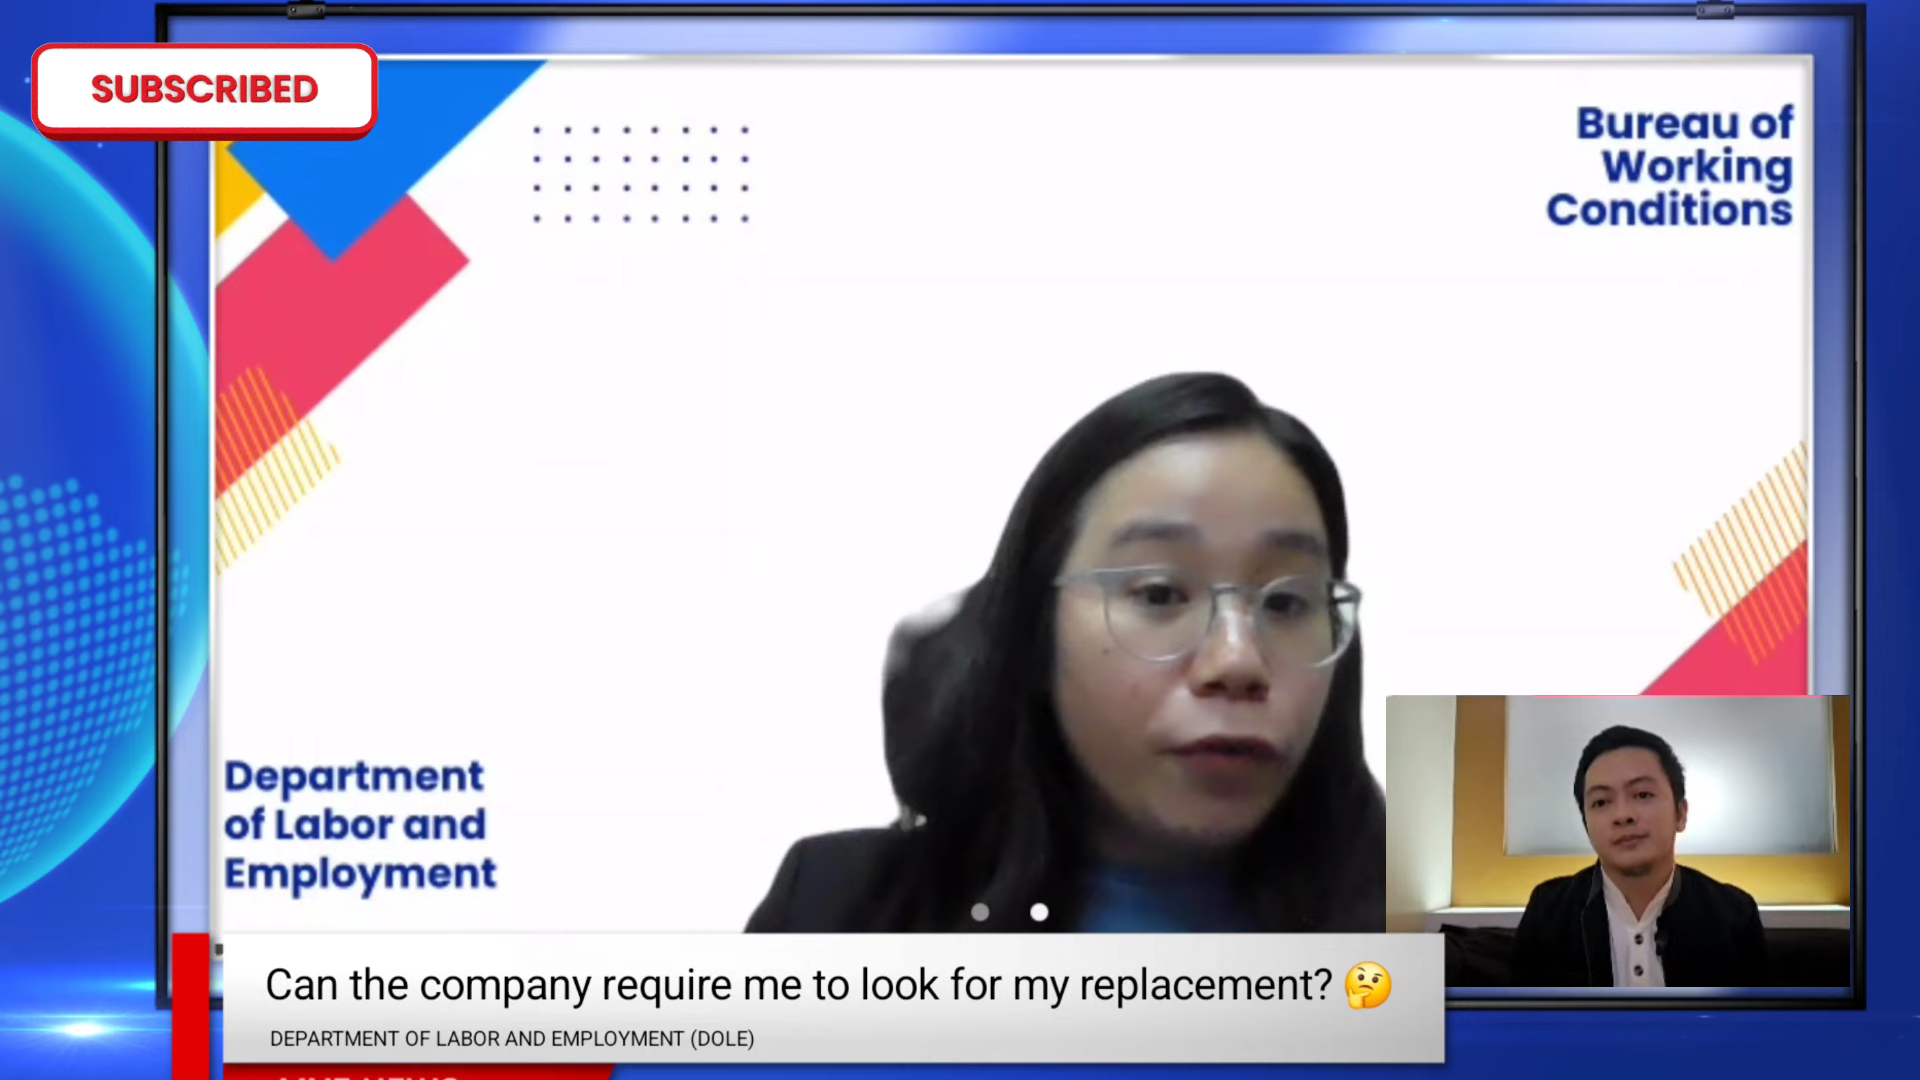 SUBSCRIBED
Bureau of
Working
Conditions
Department
of Labor and
Employment
Can the company require me to look for my replacement? 🤔
DEPARTMENT OF LABOR AND EMPLOYMENT (DOLE)